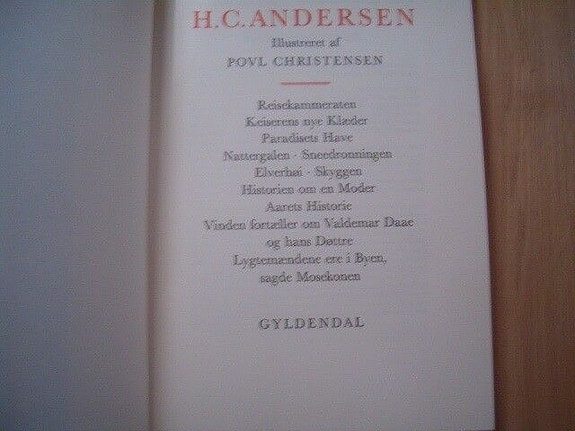 H.C.ANDERSEN
Illustreret af
POVL CHRISTENSEN
Reisekammeraten
Keiserens nye Klæder
Paradisets Have
Nattergalen · Sneedronningen
Elverhøi · Skyggen
Historien om en Moder
Aarets Historie
Vinden fortæller om Valdemar Daae
og hans Døttre
Lygtemændene ere i Byen,
sagde Mosekonen
GYLDENDAL